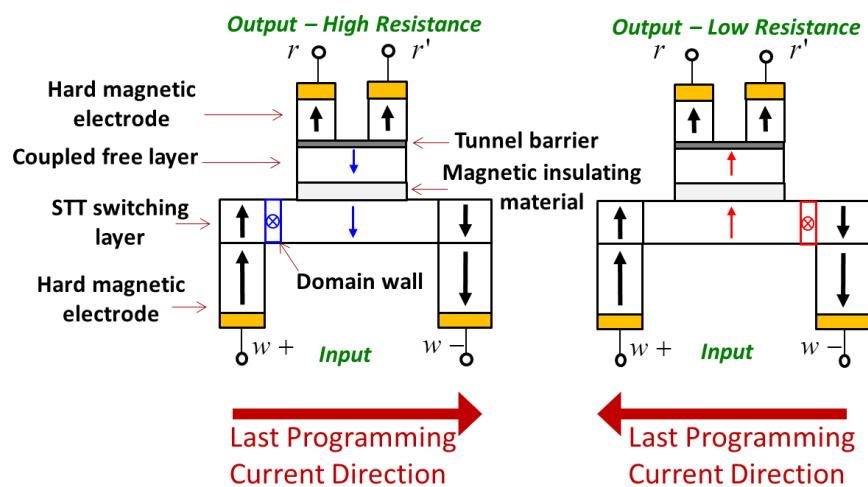 Output – High Resistance
Output – Low Resistance
r
r'
r
r'
Hard magnetic
electrode
Coupled free layer
Tunnel barrier
Magnetic insulating
material
STT switching
layer
Domain wall
Hard magnetic
electrode
w +
Input
w –
w +
Input
w –
Last Programming
Current Direction
Last Programming
Current Direction